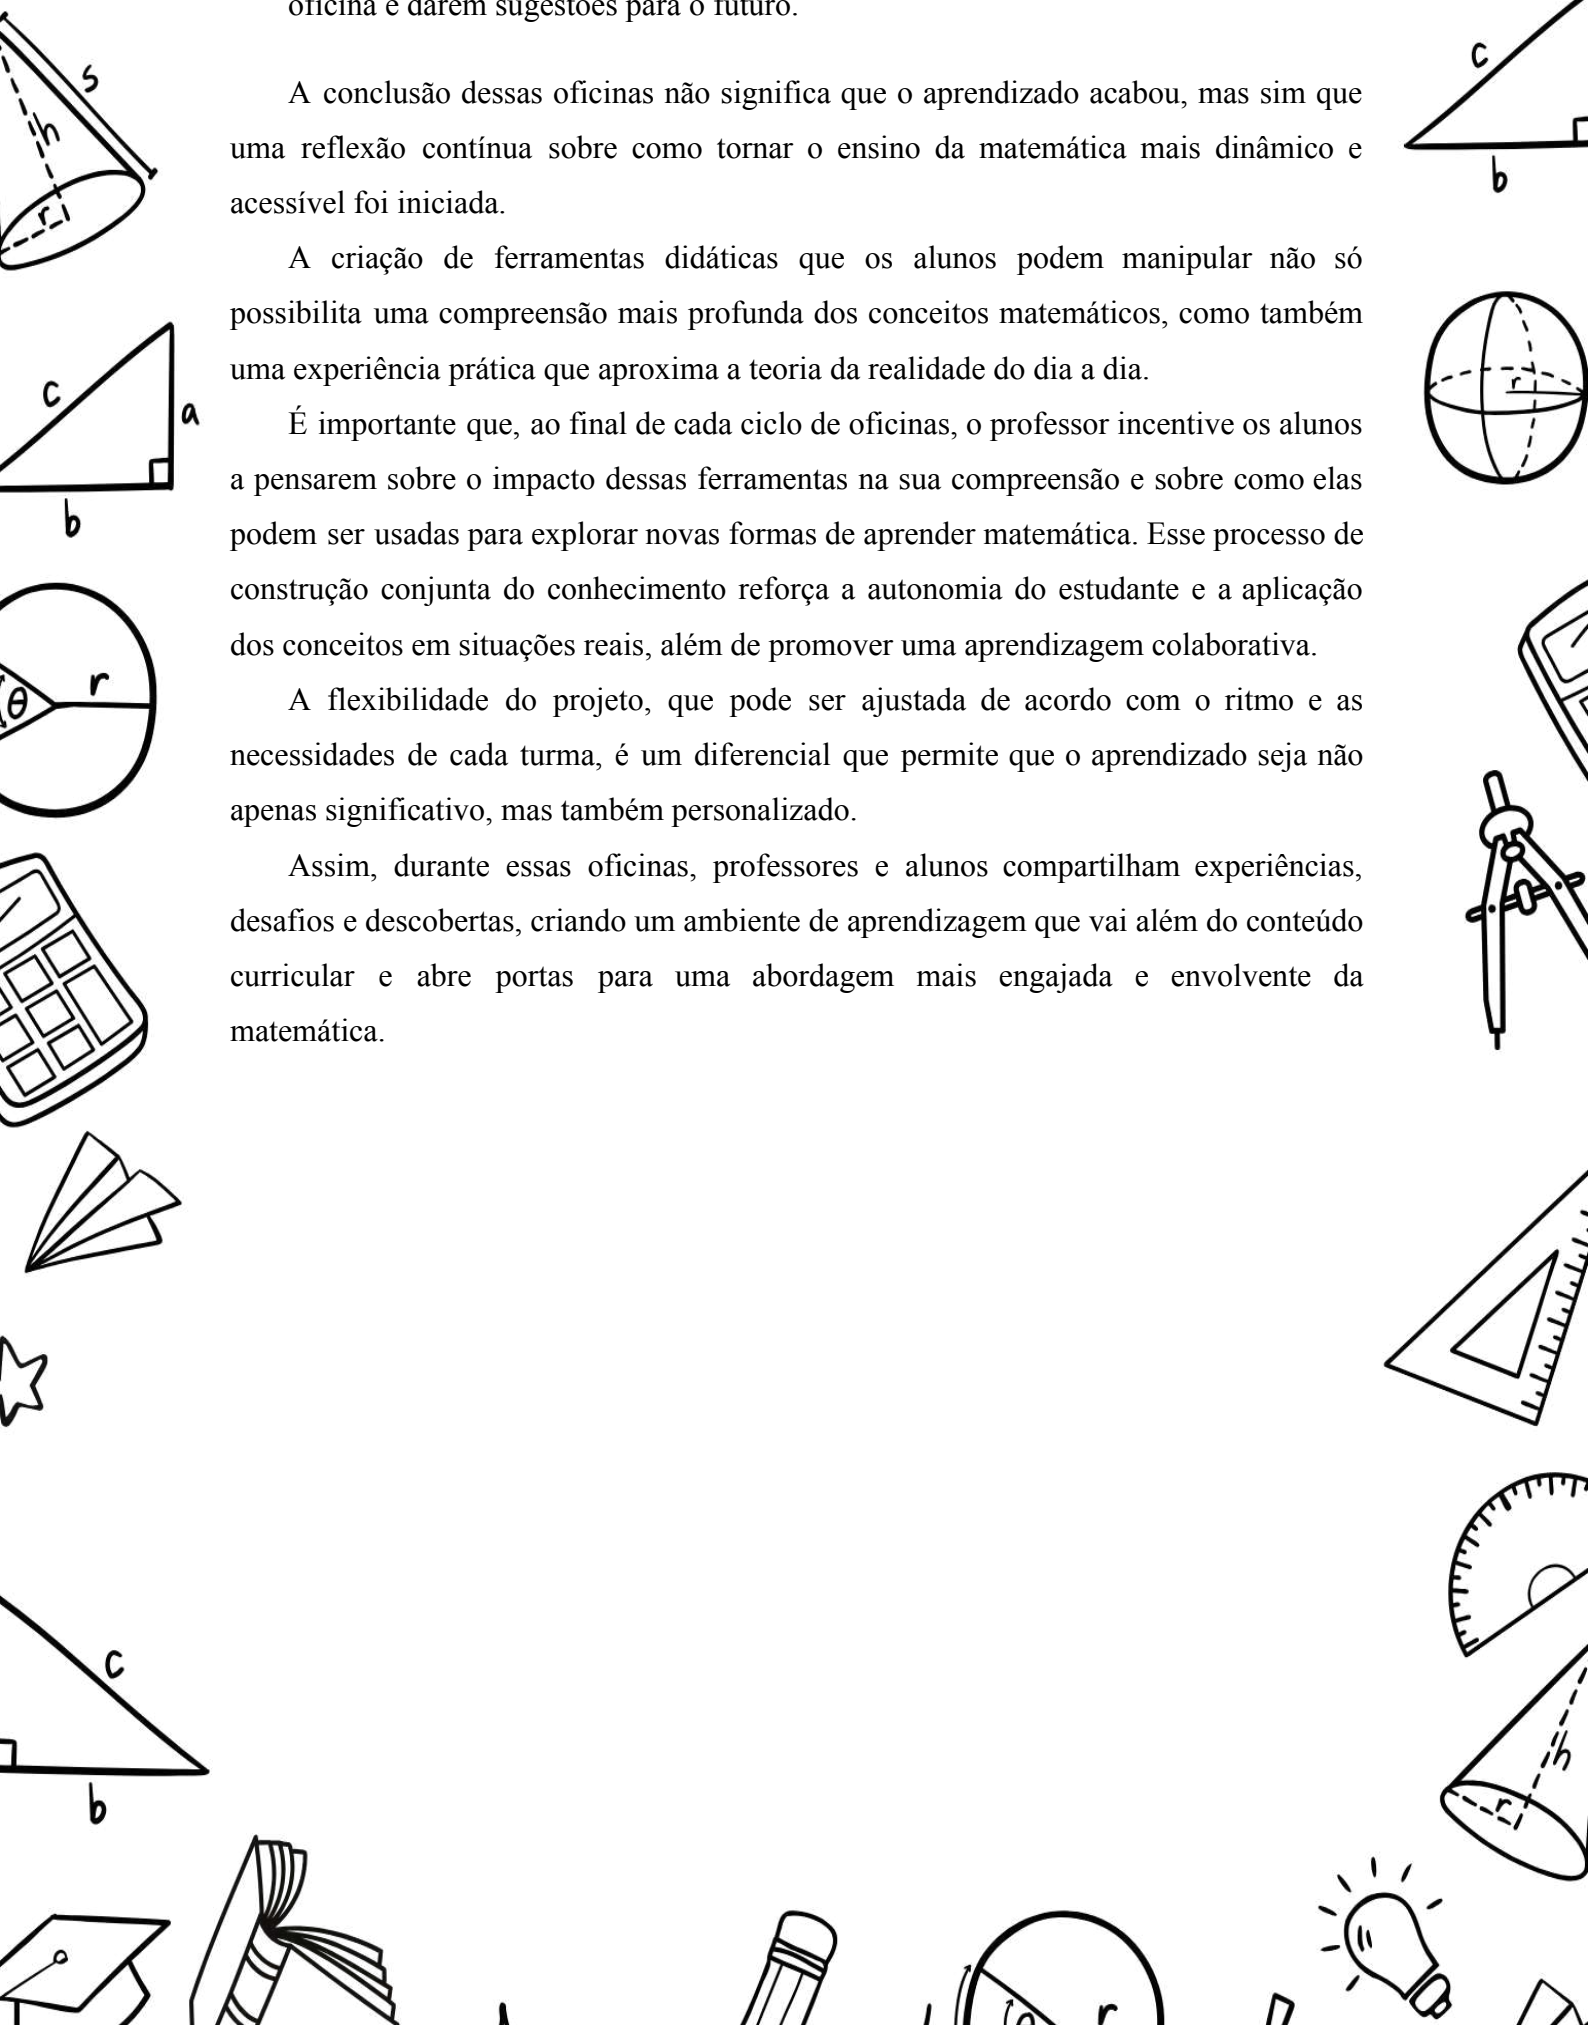 oficina e darem sugestões para o futuro.
A conclusão dessas oficinas não significa que o aprendizado acabou, mas sim que
uma reflexão contínua sobre como tornar o ensino da matemática mais dinâmico e
acessível foi iniciada.
A criação de ferramentas didáticas que os alunos podem manipular não só
possibilita uma compreensão mais profunda dos conceitos matemáticos, como também
uma experiência prática que aproxima a teoria da realidade do dia a dia.
É importante que, ao final de cada ciclo de oficinas, o professor incentive os alunos
a pensarem sobre o impacto dessas ferramentas na sua compreensão e sobre como elas
podem ser usadas para explorar novas formas de aprender matemática. Esse processo de
construção conjunta do conhecimento reforça a autonomia do estudante e a aplicação
dos conceitos em situações reais, além de promover uma aprendizagem colaborativa.
A flexibilidade do projeto, que pode ser ajustada de acordo com o ritmo e as
necessidades de cada turma, é um diferencial que permite que o aprendizado seja não
apenas significativo, mas também personalizado.
Assim, durante essas oficinas, professores e alunos compartilham experiências,
desafios e descobertas, criando um ambiente de aprendizagem que vai além do conteúdo
curricular e abre portas para uma abordagem mais engajada e envolvente da
matemática.
s
h
r
c
b
c
a
b
r
θ
r
c
b
h
r
r